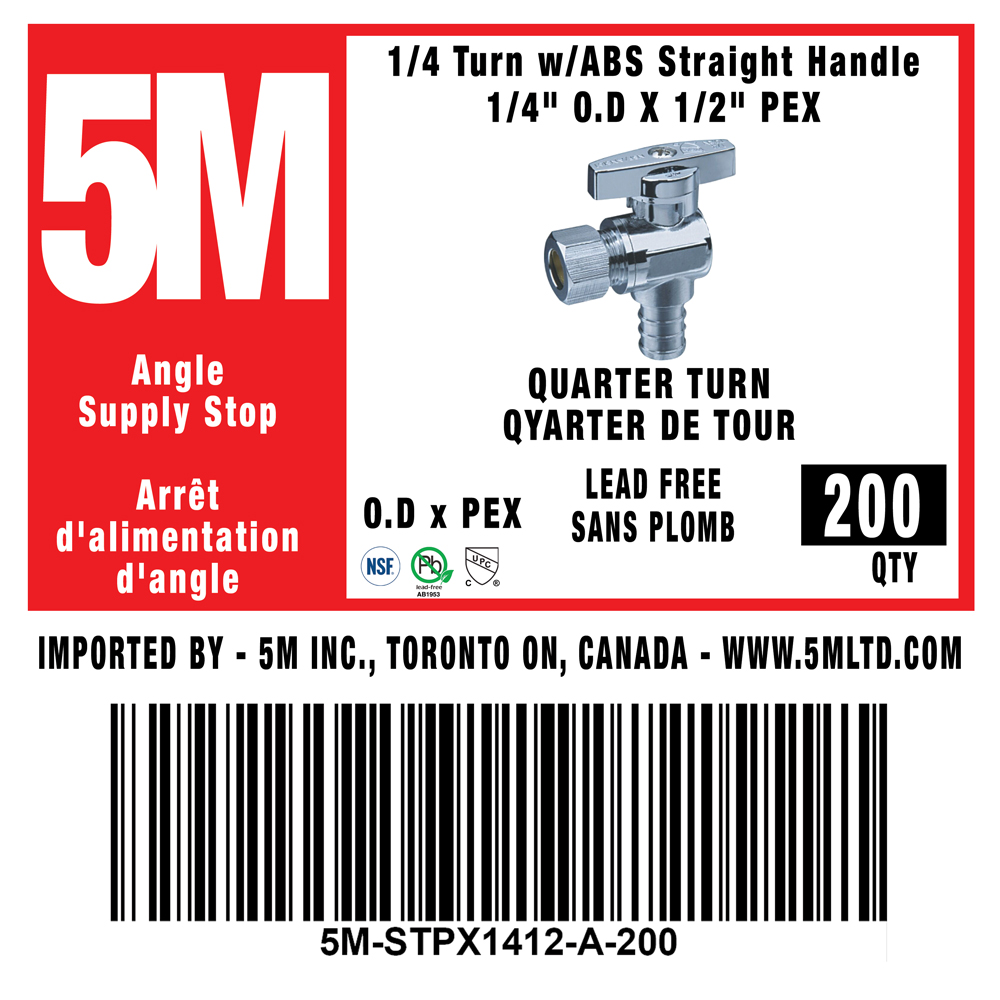 5M
Angle
Supply Stop
Arrêt
d'alimentation
d'angle
1/4 Turn w/ABS Straight Handle
1/4" O.D X 1/2" PEX
QUARTER TURN
QYARTER DE TOUR
LEAD FREE
SANS PLOMB
O.D x PEX
NSF
Pb
lead-free
AB1953
UPC
C ®
200
QTY
IMPORTED BY - 5M INC., TORONTO ON, CANADA - WWW.5MLTD.COM
5M-STPX1412-A-200